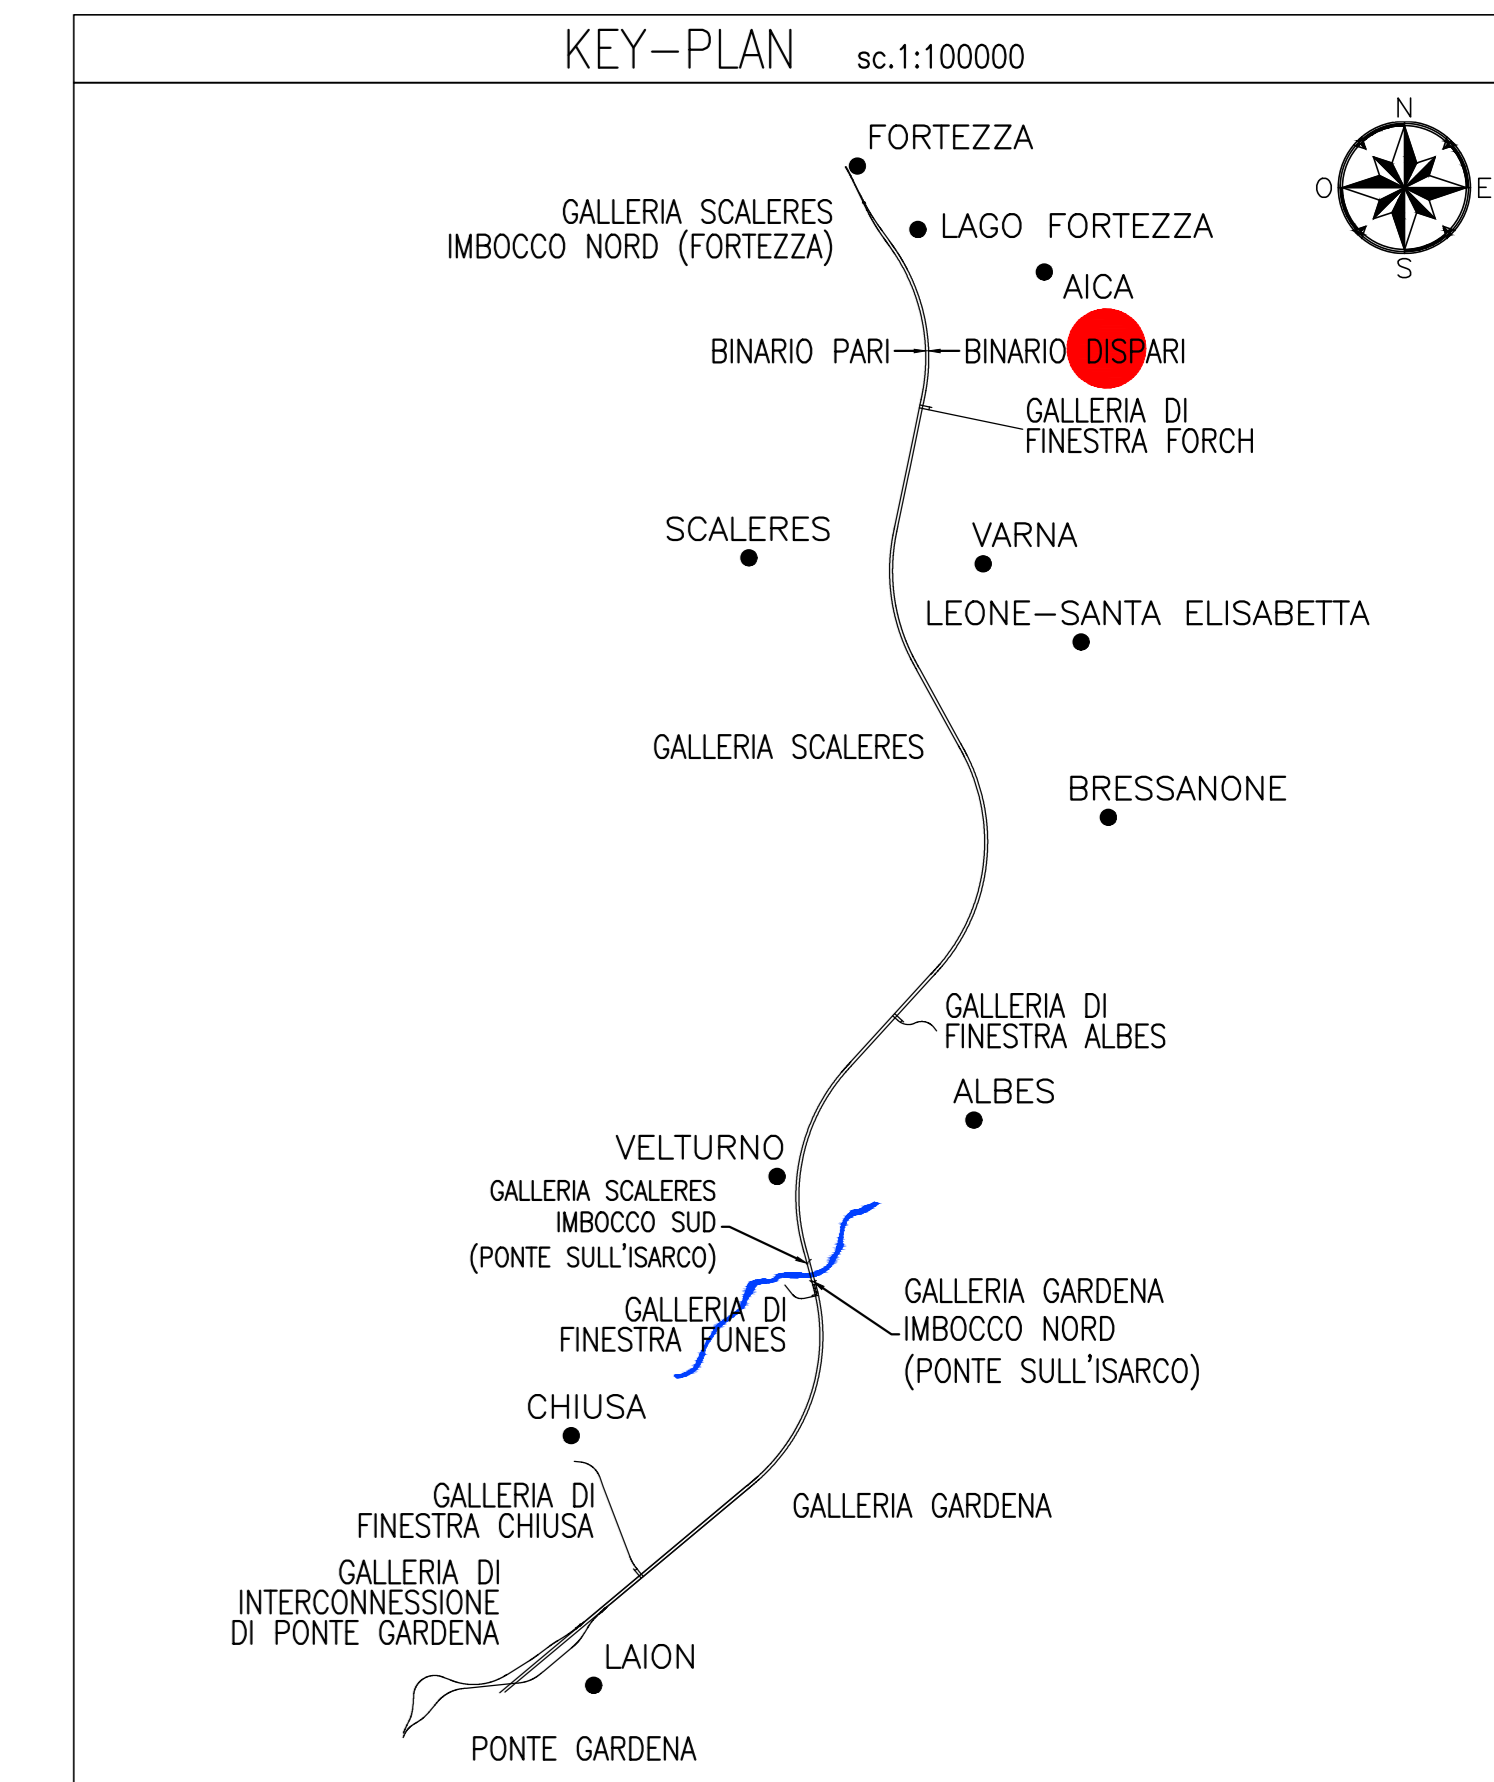 KEY-PLAN sc.1:100000
N
O
E
S
FORTEZZA
GALLERIA SCALERES
IMBOCCO NORD (FORTEZZA)
LAGO FORTEZZA
AICA
BINARIO PARI
BINARIO DISPARI
GALLERIA DI
FINESTRA FORCH
SCALERES
VARNA
LEONE-SANTA ELISABETTA
GALLERIA SCALERES
BRESSANONE
GALLERIA DI
FINESTRA ALBES
ALBES
VELTURNO
GALLERIA SCALERES
IMBOCCO SUD
(PONTE SULL'ISARCO)
GALLERIA DI
FINESTRA FUNES
GALLERIA GARDENA
IMBOCCO NORD
(PONTE SULL'ISARCO)
CHIUSA
GALLERIA DI
FINESTRA CHIUSA
GALLERIA GARDENA
GALLERIA DI
INTERCONNESSIONE
DI PONTE GARDENA
LAION
PONTE GARDENA